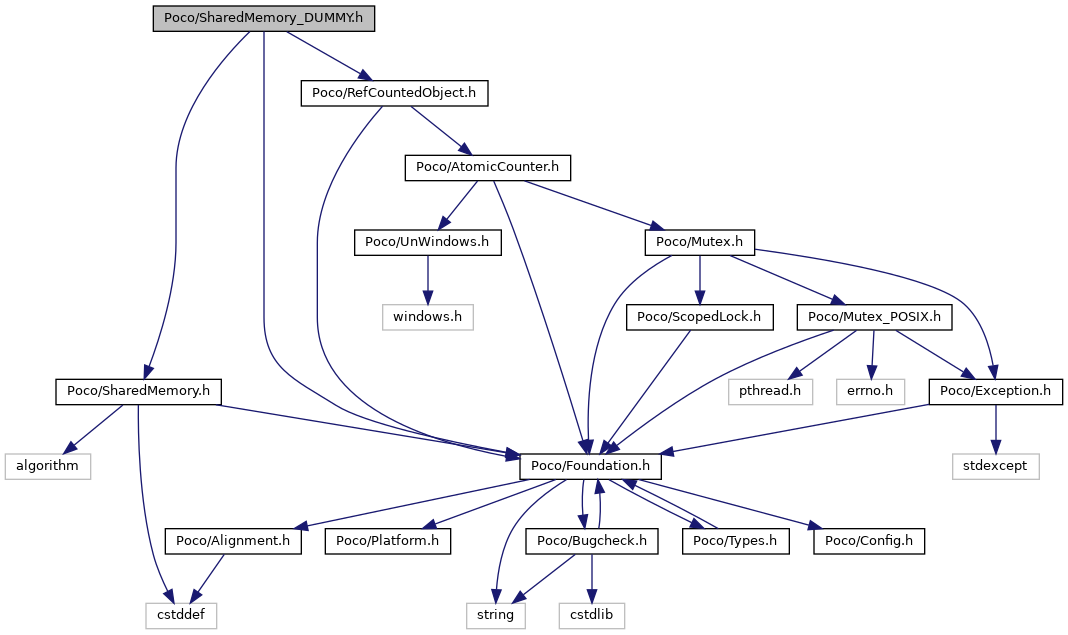 Poco/SharedMemory_DUMMY.h
Poco/RefCountedObject.h
Poco/AtomicCounter.h
Poco/UnWindows.h
Poco/Mutex.h
windows.h
Poco/ScopedLock.h
Poco/Mutex_POSIX.h
Poco/SharedMemory.h
pthread.h
errno.h
Poco/Exception.h
algorithm
Poco/Foundation.h
stdexcept
Poco/Alignment.h
Poco/Platform.h
Poco/Bugcheck.h
Poco/Types.h
Poco/Config.h
cstddef
string
cstdlib